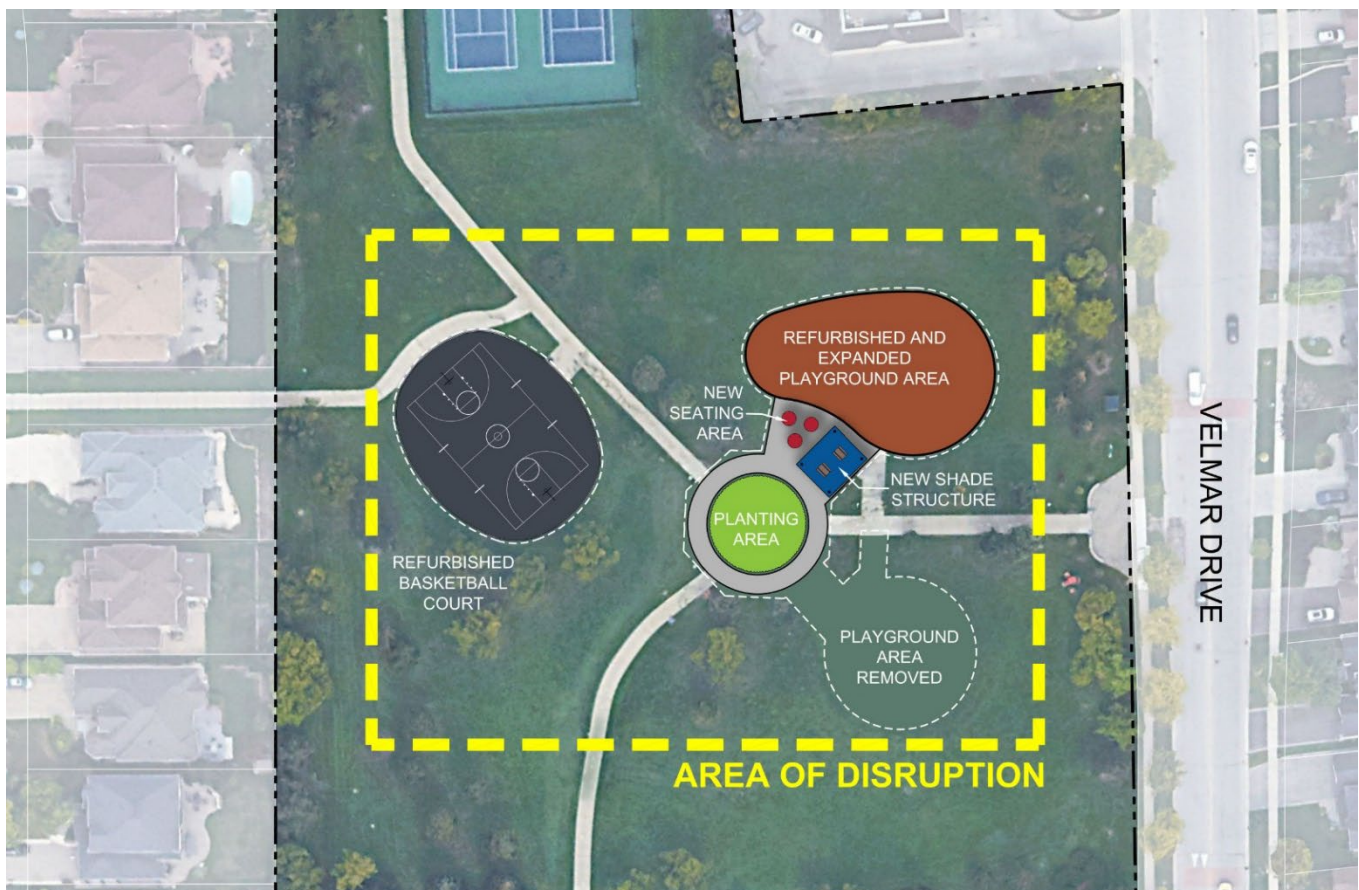 REFURBISHED AND
EXPANDED
PLAYGROUND AREA
NEW
SEATING
AREA
NEW SHADE
STRUCTURE
PLANTING
AREA
REFURBISHED
BASKETBALL
COURT
PLAYGROUND
AREA
REMOVED
AREA OF DISRUPTION
VELMAR DRIVE